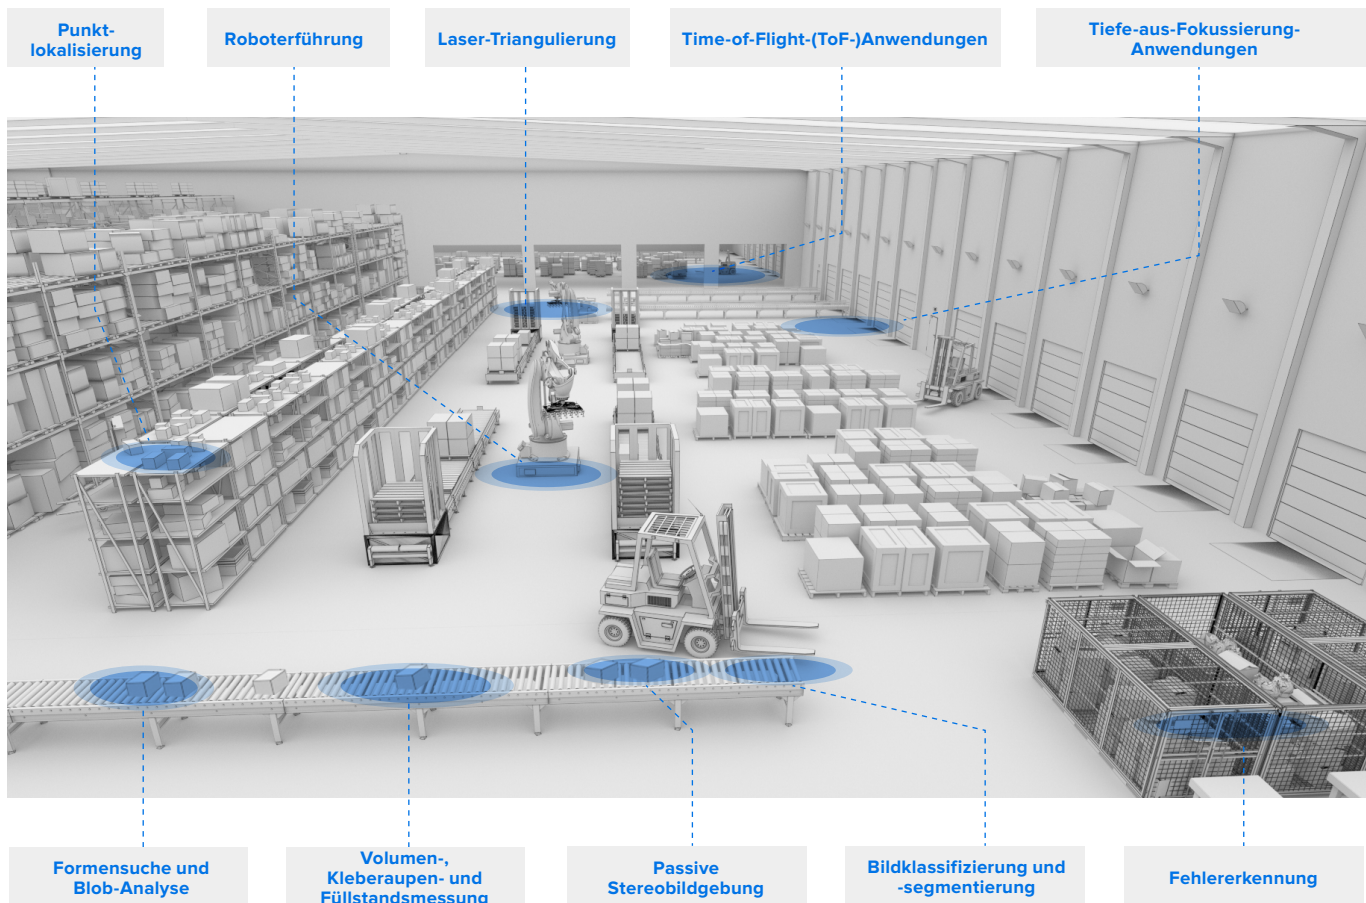 Punkt-
lokalisierung
Roboterführung
Laser-Triangulierung
Time-of-Flight-(ToF-)Anwendungen
Tiefe-aus-Fokussierung-
Anwendungen
Formensuche und
Blob-Analyse
Volumen-,
Kleberaupen- und
Füllstandsmessung
Passive
Stereobildgebung
Bildklassifizierung und
-segmentierung
Fehlererkennung